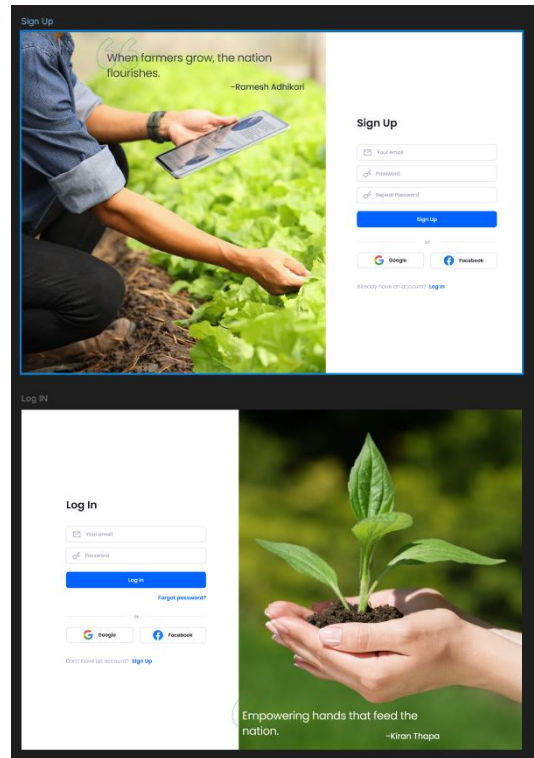 Sign Up
When farmers grow, the nation
flourishes.
-Ramesh Adhikari
Sign Up
Your email
Password
Repeat Password
Sign Up
or
Google
Facebook
Already have an account? Log In
Log IN
Log In
Your email
Password
Log In
Forgot password?
or
Google
Facebook
Don't have an account? Sign Up
Empowering hands that feed the
nation.
-Kiran Thapa